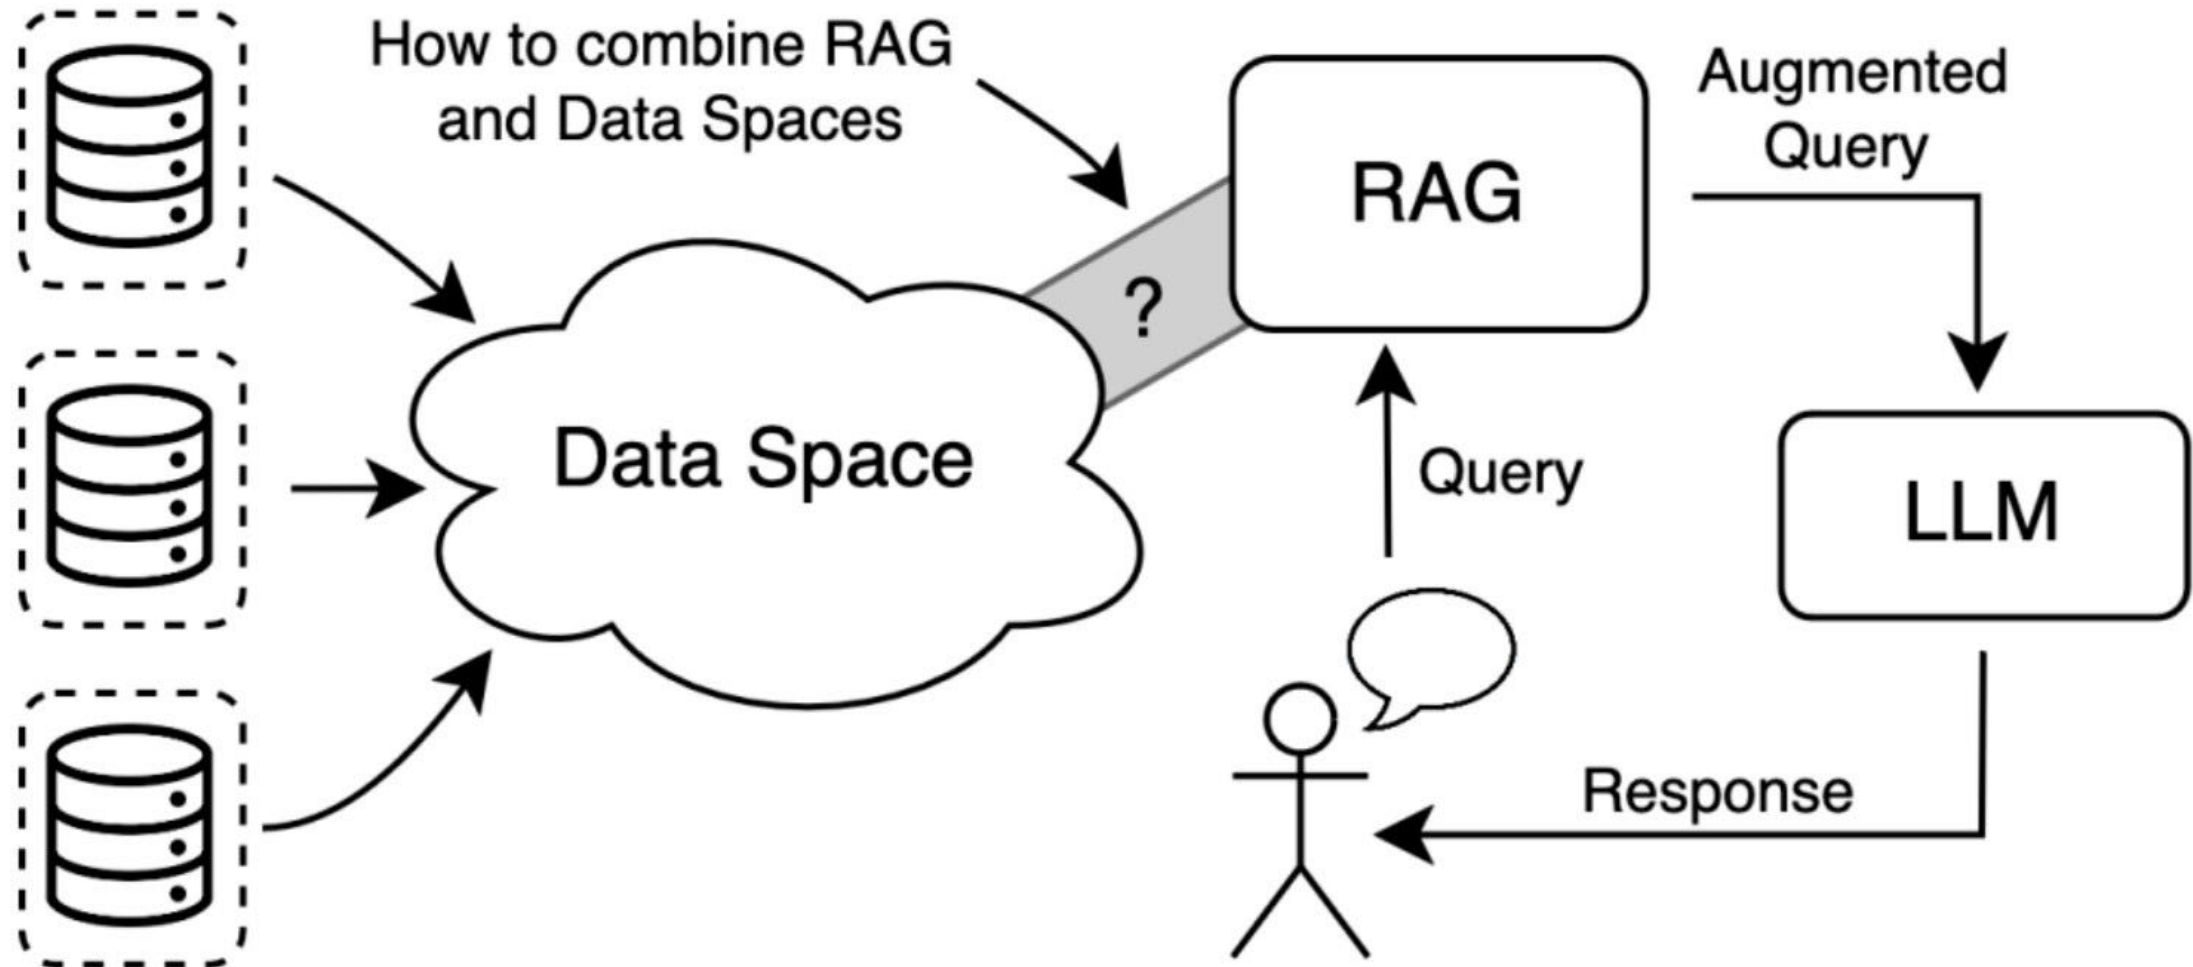 How to combine RAG
and Data Spaces
RAG
Augmented
Query
?
Data Space
Query
LLM
Response